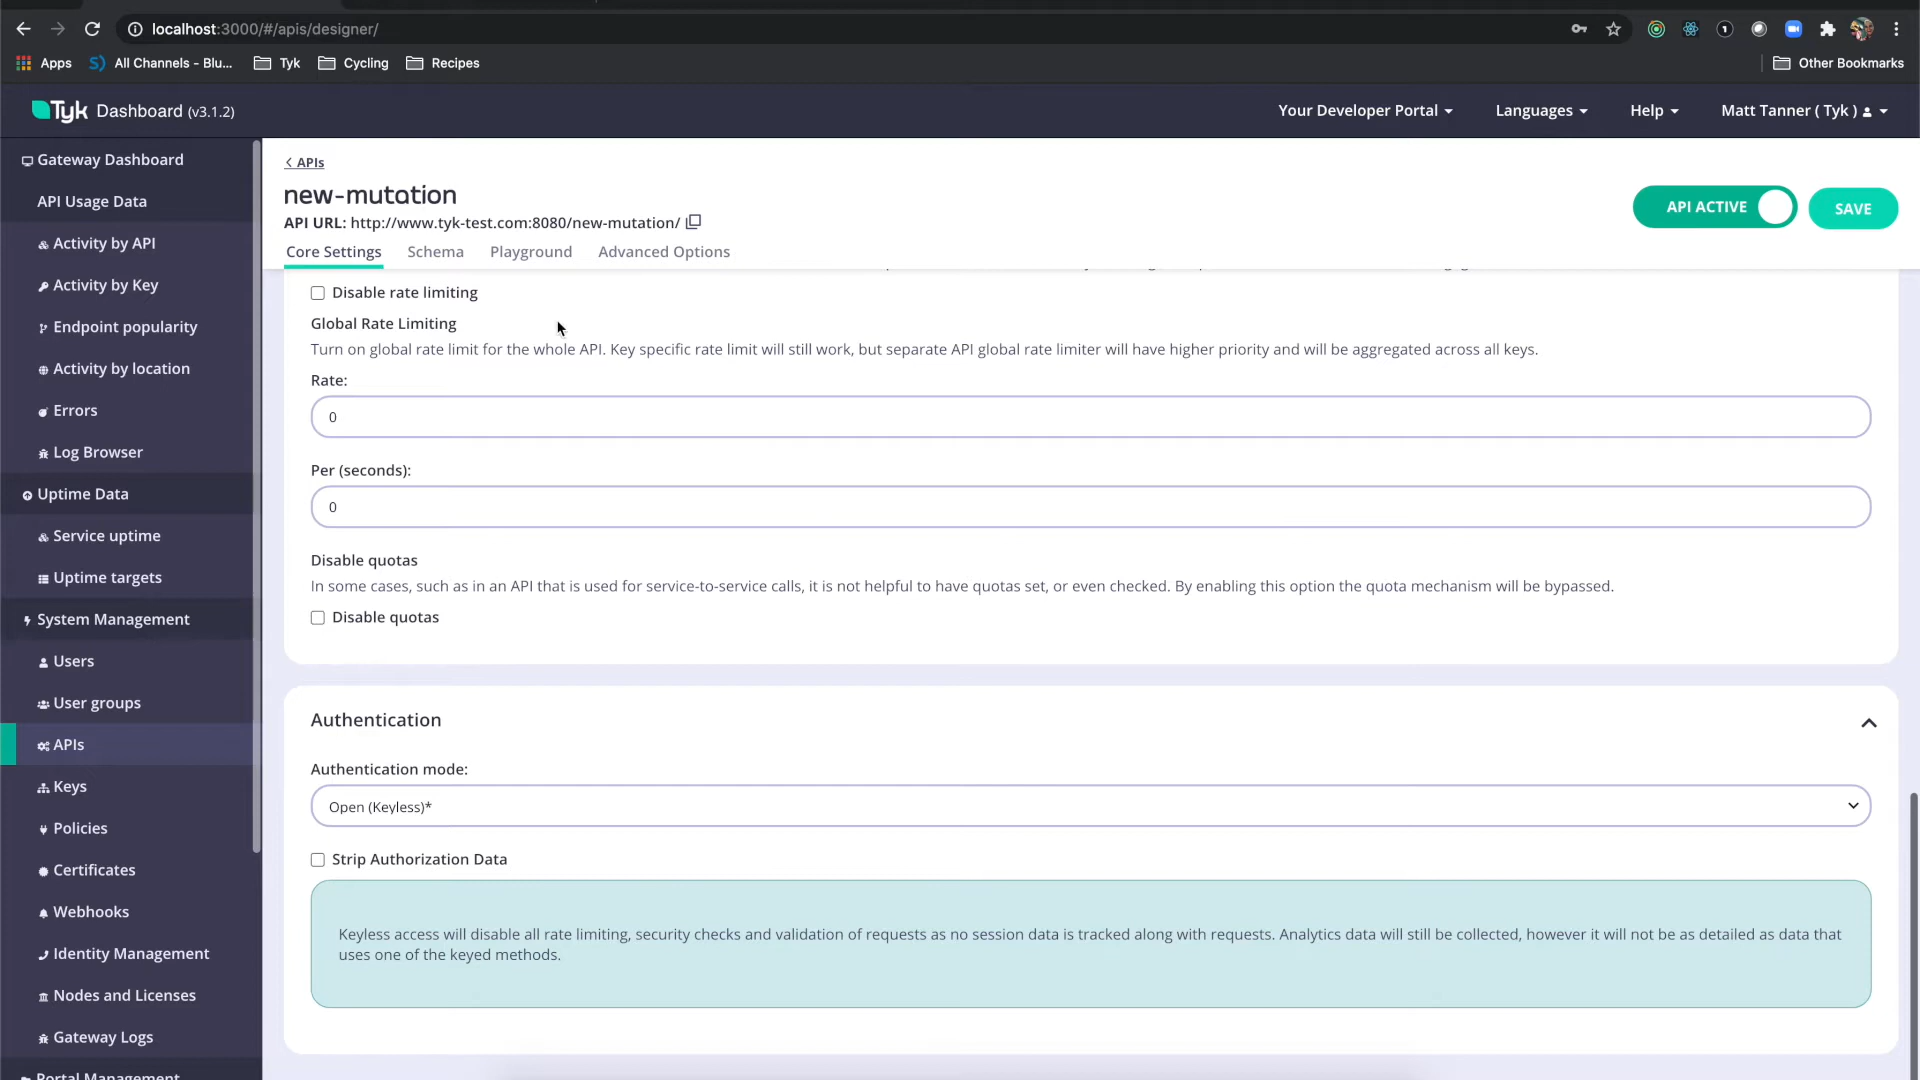 localhost:3000/#/apis/designer/
Apps
All Channels - Blu...
Tyk
Cycling
Recipes
Other Bookmarks
Tyk Dashboard (v3.1.2)
Your Developer Portal
Languages
Help
Matt Tanner ( Tyk )
Gateway Dashboard
API Usage Data
Activity by API
Activity by Key
Endpoint popularity
Activity by location
Errors
Log Browser
Uptime Data
Service uptime
Uptime targets
System Management
Users
User groups
APIs
Keys
Policies
Certificates
Webhooks
Identity Management
Nodes and Licenses
Gateway Logs
Portal Management
< APIs
new-mutation
API URL: http://www.tyk-test.com:8080/new-mutation/
API ACTIVE
SAVE
Core Settings
Schema
Playground
Advanced Options
Disable rate limiting
Global Rate Limiting
Turn on global rate limit for the whole API. Key specific rate limit will still work, but separate API global rate limiter will have higher priority and will be aggregated across all keys.
Rate:
0
Per (seconds):
0
Disable quotas
In some cases, such as in an API that is used for service-to-service calls, it is not helpful to have quotas set, or even checked. By enabling this option the quota mechanism will be bypassed.
Disable quotas
Authentication
Authentication mode:
Open (Keyless)*
Strip Authorization Data
Keyless access will disable all rate limiting, security checks and validation of requests as no session data is tracked along with requests. Analytics data will still be collected, however it will not be as detailed as data that
uses one of the keyed methods.